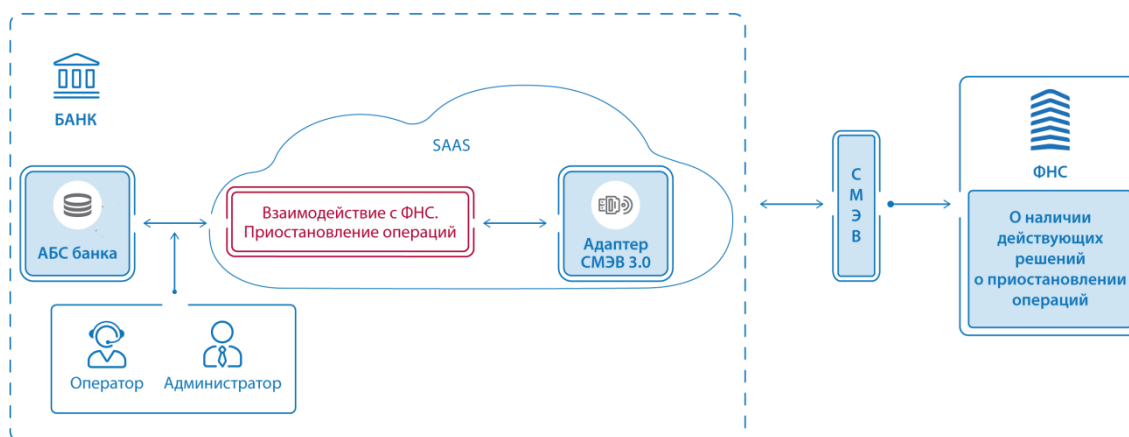 БАНК
SAAS
АБС банка
Взаимодействие с ФНС.
Приостановление операций
Адаптер
СМЭВ 3.0
Оператор
Администратор
С
М
Э
В
ФНС
О наличии
действующих
решений
о приостановлении
операций